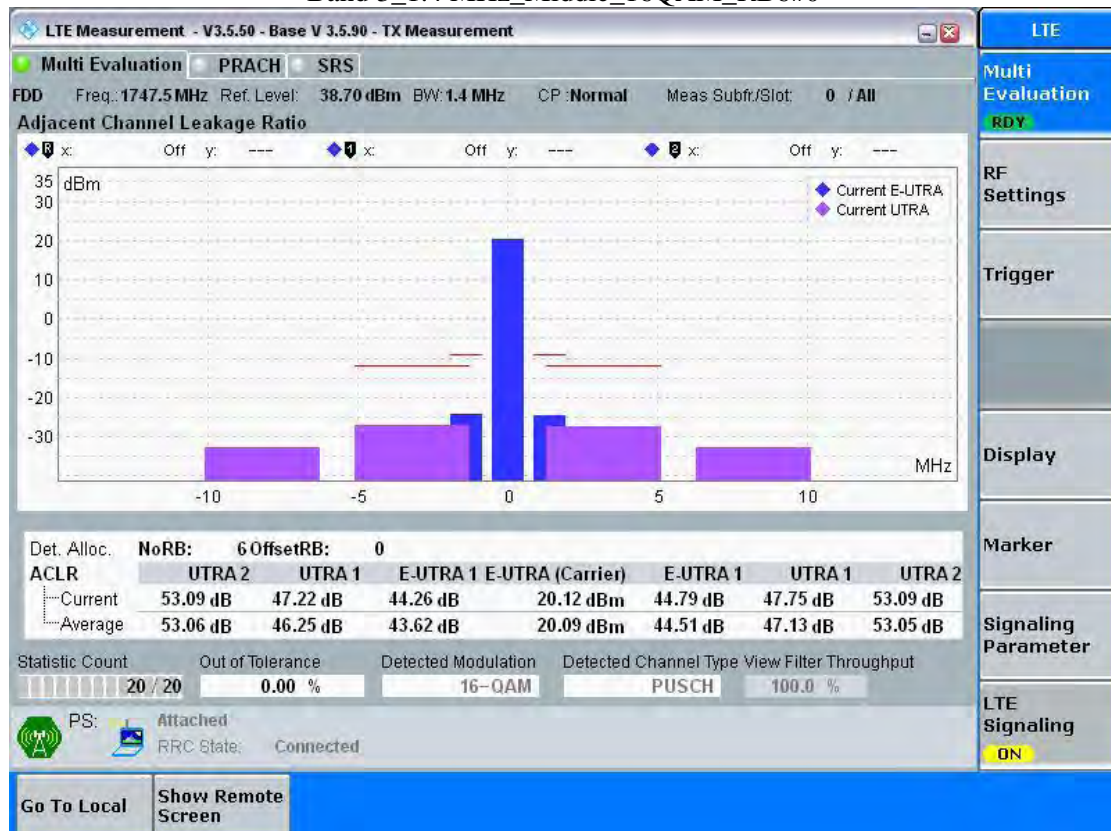 LTE Measurement - V3.5.50 - Base V 3.5.90 - TX Measurement
LTE
Multi Evaluation PRACH SRS
FDD Freq.: 1747.5 MHz Ref. Level: 38.70 dBm BW: 1.4 MHz CP :Normal Meas Subfr./Slot: 0 / All
Adjacent Channel Leakage Ratio
x: Off y: --- 1 x: Off y: --- 2 x: Off y: ---
35 dBm
30
20
10
0
-10
-20
-30
Current E-UTRA
Current UTRA
MHz
-10 -5 0 5 10
Det. Alloc. NoRB: 6 OffsetRB: 0
ACLR UTRA 2 UTRA 1 E-UTRA 1 E-UTRA (Carrier) E-UTRA 1 UTRA 1 UTRA 2
Current 53.09 dB 47.22 dB 44.26 dB 20.12 dBm 44.79 dB 47.75 dB 53.09 dB
Average 53.06 dB 46.25 dB 43.62 dB 20.09 dBm 44.51 dB 47.13 dB 53.05 dB
Statistic Count Out of Tolerance Detected Modulation Detected Channel Type View Filter Throughput
20 / 20 0.00 % 16-QAM PUSCH 100.0 %
PS: Attached
RRC State: Connected
Multi
Evaluation
RDY
RF
Settings
Trigger
Display
Marker
Signaling
Parameter
LTE
Signaling
ON
Go To Local
Show Remote
Screen